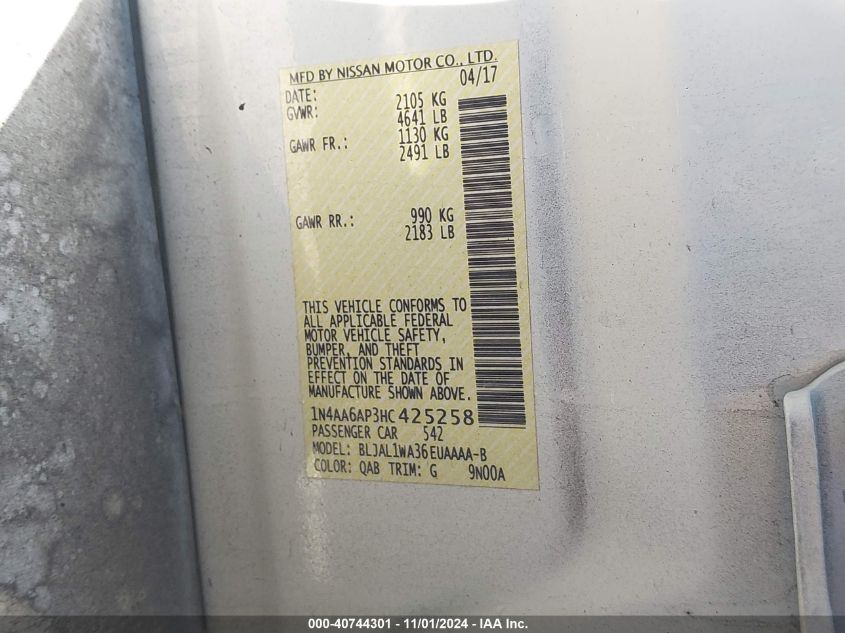 MFD BY NISSAN MOTOR CO., LTD.
DATE: 04/17
GVWR: 2105 KG
4641 LB
GAWR FR.: 1130 KG
2491 LB
GAWR RR.: 990 KG
2183 LB
THIS VEHICLE CONFORMS TO
ALL APPLICABLE FEDERAL
MOTOR VEHICLE SAFETY,
BUMPER, AND THEFT
PREVENTION STANDARDS IN
EFFECT ON THE DATE OF
MANUFACTURE SHOWN ABOVE.
1N4AA6AP3HC425258
PASSENGER CAR 542
MODEL: BLJAL1WA36EUAAAA-B
COLOR: QAB TRIM: G 9N00A
000-40744301 - 11/01/2024 - IAA Inc.